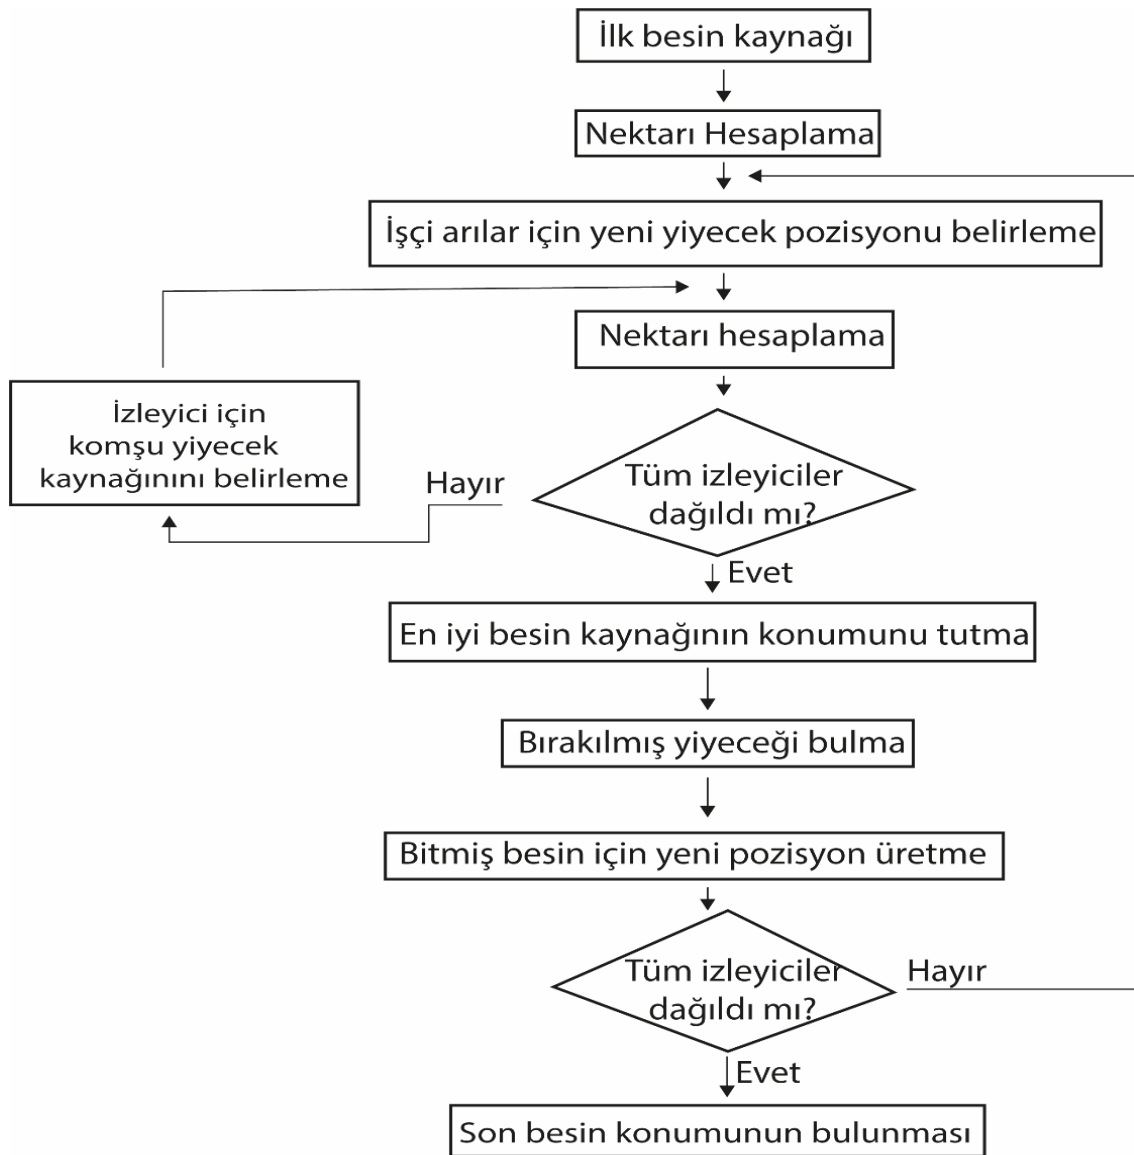 İlk besin kaynağı
Nektarı Hesaplama
İşçi arılar için yeni yiyecek pozisyonu belirleme
Nektarı hesaplama
İzleyici için
komşu yiyecek
kaynağınını belirleme
Hayır
Tüm izleyiciler
dağıldı mı?
Evet
En iyi besin kaynağının konumunu tutma
Bırakılmış yiyeceği bulma
Bitmiş besin için yeni pozisyon üretme
Tüm izleyiciler
dağıldı mı?
Hayır
Evet
Son besin konumunun bulunması